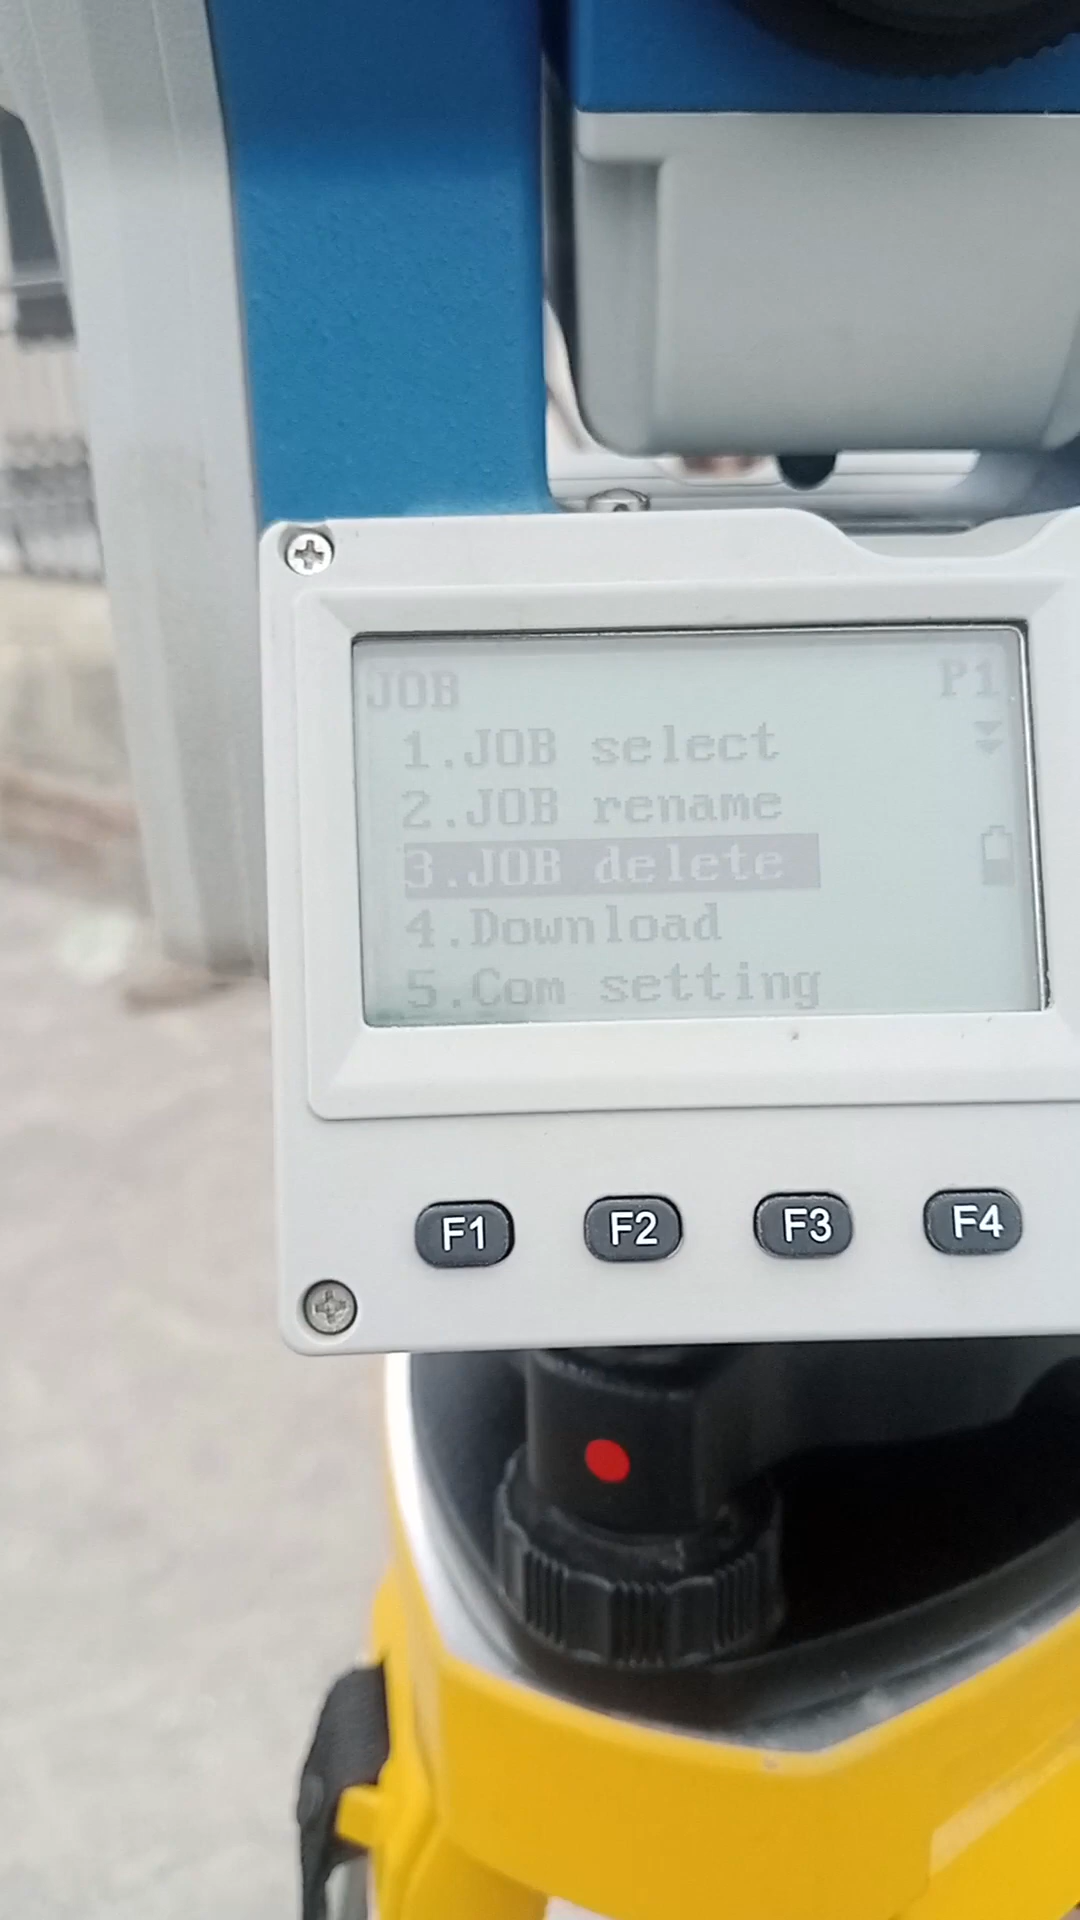 JOB P1
1.JOB select
2.JOB rename
3.JOB delete
4.Download
5.Com setting
F1 F2 F3 F4